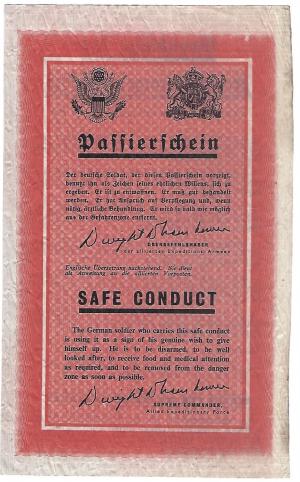 Passierschein
Der deutsche Soldat, der diesen Passierschein vorzeigt,
benutzt ihn als Zeichen seines ehrlichen Willens, sich zu
ergeben. Er ist zu entwaffnen. Er muss gut behandelt
werden. Er hat Anspruch auf Verpflegung und, wenn
nötig, ärztliche Behandlung. Er wird so bald wie möglich
aus der Gefahrenzone entfernt.
Dwight D Eisenhower
OBERBEFEHLSHABER
der alliierten Expeditions Armeen
Englische Übersetzung nachstehend. Sie dient
als Anweisung an die alliierten Vorposten.
SAFE CONDUCT
The German soldier who carries this safe conduct
is using it as a sign of his genuine wish to give
himself up. He is to be disarmed, to be well
looked after, to receive food and medical attention
as required, and to be removed from the danger
zone as soon as possible.
Dwight D Eisenhower
SUPREME COMMANDER,
Allied Expeditionary Force